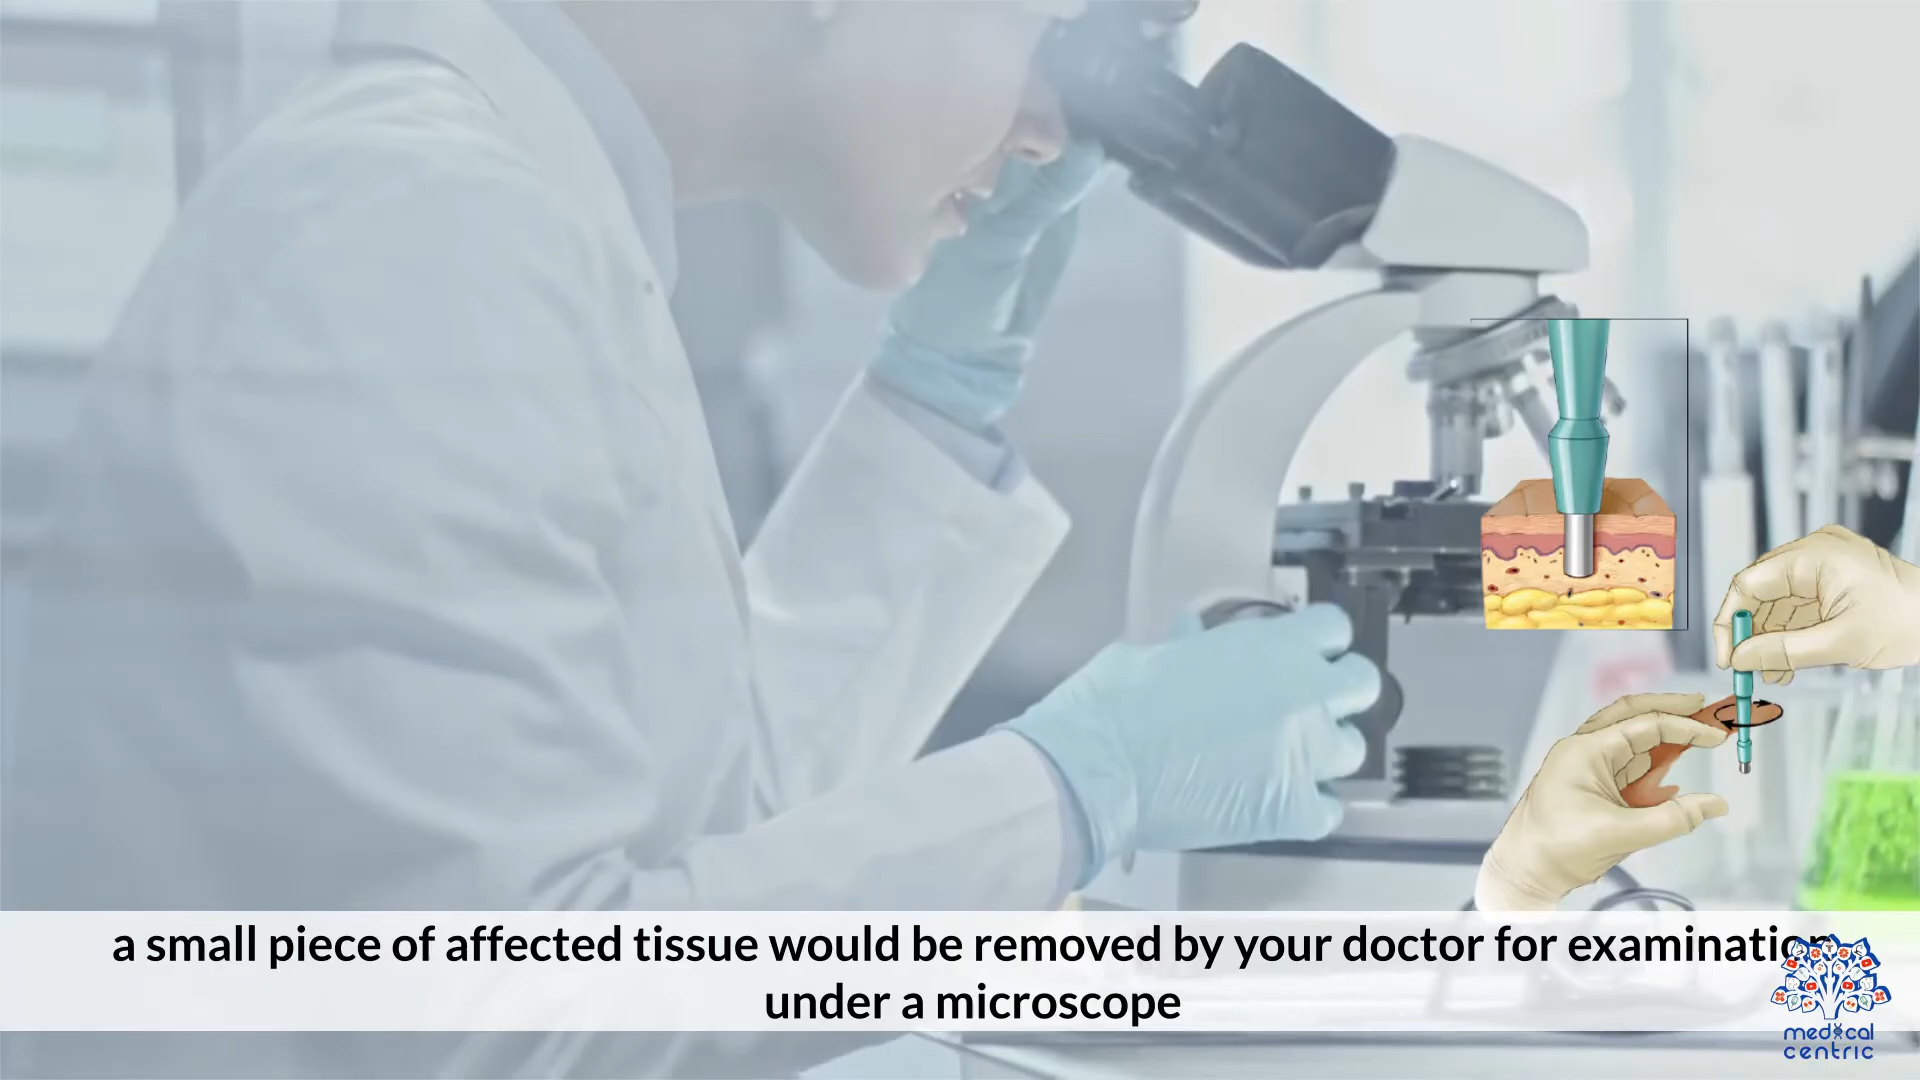 a small piece of affected tissue would be removed by your doctor for examination
under a microscope
medical
centric